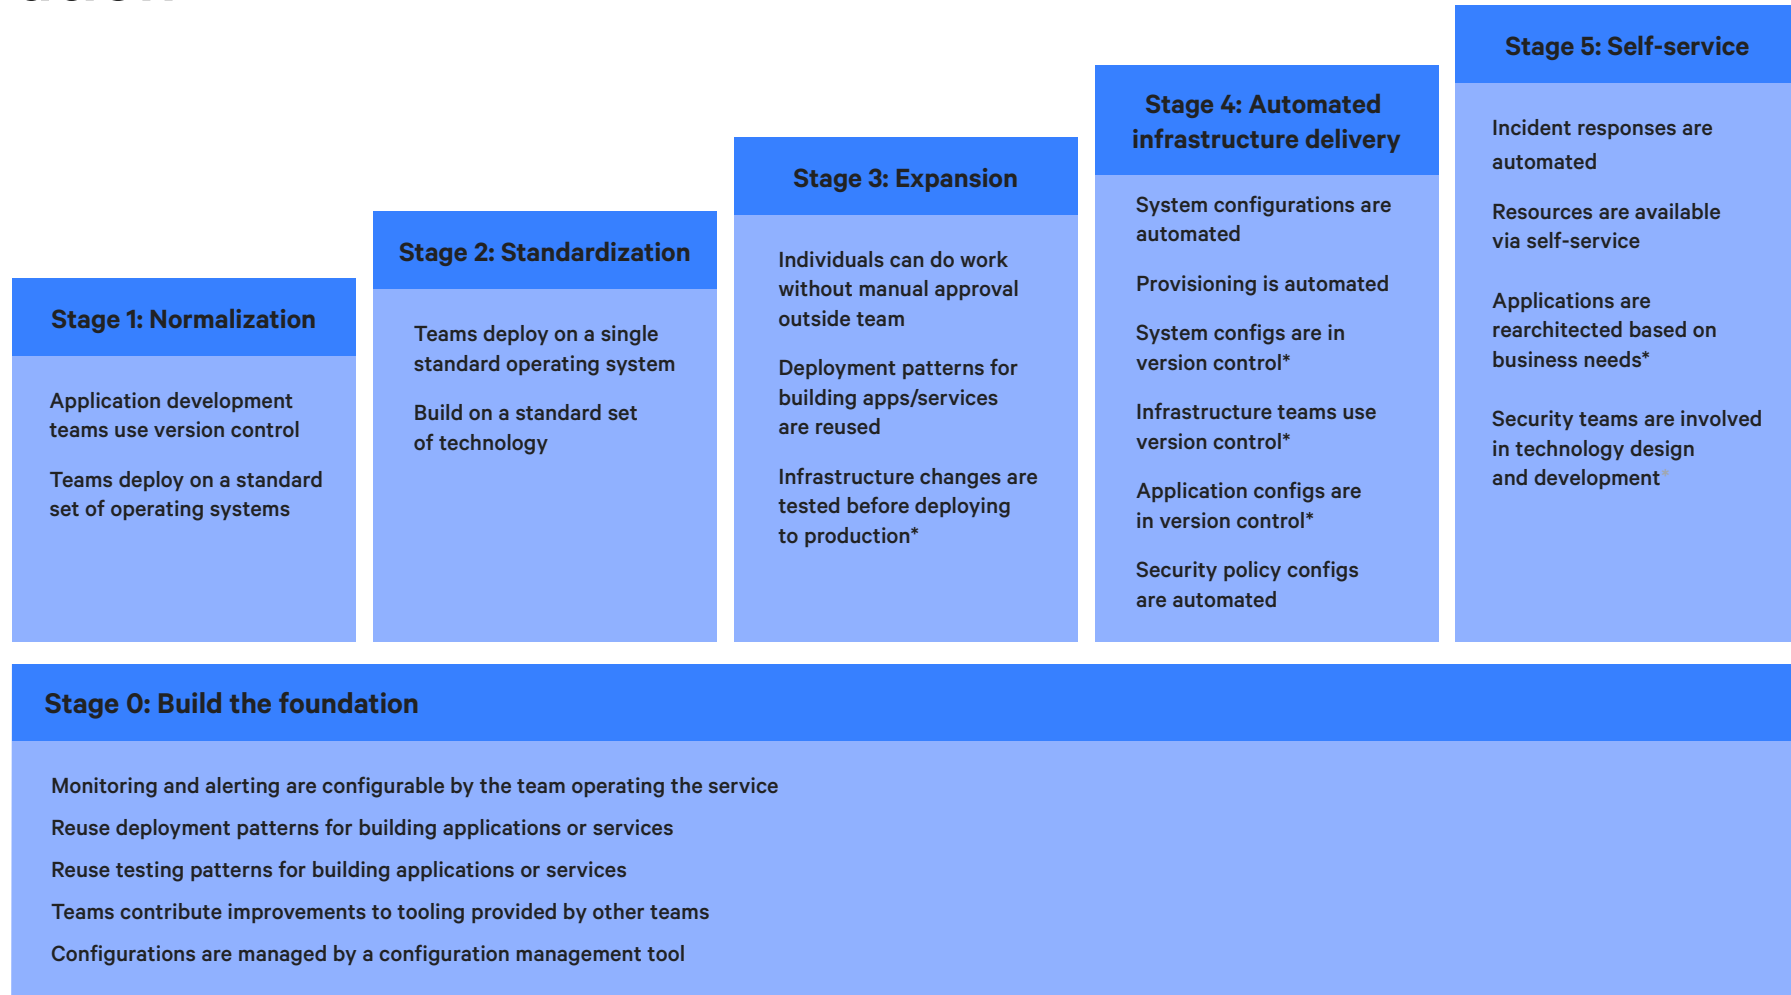 Stage 1: Normalization
Application development
teams use version control
Teams deploy on a standard
set of operating systems
Stage 2: Standardization
Teams deploy on a single
standard operating system
Build on a standard set
of technology
Stage 3: Expansion
Individuals can do work
without manual approval
outside team
Deployment patterns for
building apps/services
are reused
Infrastructure changes are
tested before deploying
to production*
Stage 4: Automated
infrastructure delivery
System configurations are
automated
Provisioning is automated
System configs are in
version control*
Infrastructure teams use
version control*
Application configs are
in version control*
Security policy configs
are automated
Stage 5: Self-service
Incident responses are
automated
Resources are available
via self-service
Applications are
rearchitected based on
business needs*
Security teams are involved
in technology design
and development*
Stage 0: Build the foundation
Monitoring and alerting are configurable by the team operating the service
Reuse deployment patterns for building applications or services
Reuse testing patterns for building applications or services
Teams contribute improvements to tooling provided by other teams
Configurations are managed by a configuration management tool